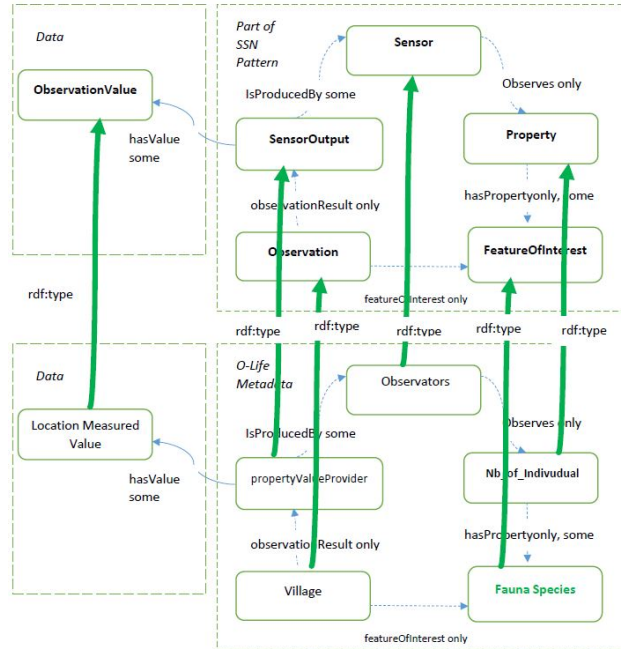 Data
Part of
SSN
Pattern
Sensor
ObservationValue
IsProducedBy some
Observes only
hasValue
some
SensorOutput
Property
observationResult only
hasPropertyonly, some
Observation
FeatureOfInterest
featureOfInterest only
rdf:type
rdf:type
rdf:type
rdf:type
rdf:type
rdf:type
Data
O-Life
Metadata
Observators
Location Measured
Value
IsProducedBy some
Observes only
hasValue
some
propertyValueProvider
Nb_of_Indivudual
observationResult only
hasPropertyonly, some
Village
Fauna Species
featureOfInterest only